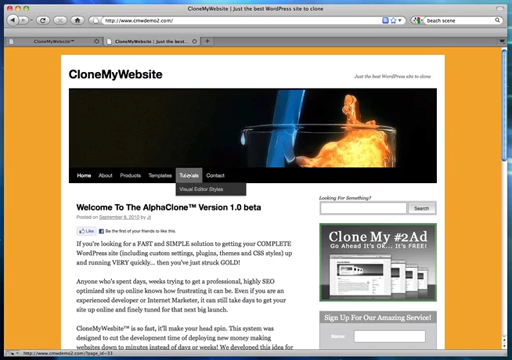 CloneMyWebsite | Just the best WordPress site to clone
http://www.cmwdemo2.com/
beach scene
CloneMyWebsite™
CloneMyWebsite | Just the best...
CloneMyWebsite
Just the best WordPress site to clone
Home About Products Templates Tutorials Contact
Visual Editor Styles
Welcome To The AlphaClone™ Version 1.0 beta
Posted on September 8, 2010 by Jr
Like Be the first of your friends to like this.
If you're looking for a FAST and SIMPLE solution to getting your COMPLETE
WordPress site (including custom settings, plugins, themes and CSS styles) up
and running VERY quickly... then you've just struck GOLD!
Anyone who's spent days, weeks trying to get a professional, highly SEO
optimized site up online knows how frustrating it can be. Even if you are an
experienced developer or Internet Marketer, it can still take days to get your
site up online and finely tuned for that next big launch.
CloneMyWesbite™ is so fast, it'll make your head spin. This system was
designed to cut the development time of deploying new money making
websites down to minutes instead of days or weeks! We developed this idea for
Looking For Something?
Search
Clone My #2Ad
Go Ahead It's Ok.. It's FREE!
Sign Up For Our Amazing Service!
Name:
http://www.cmwdemo2.com/?page_id=33